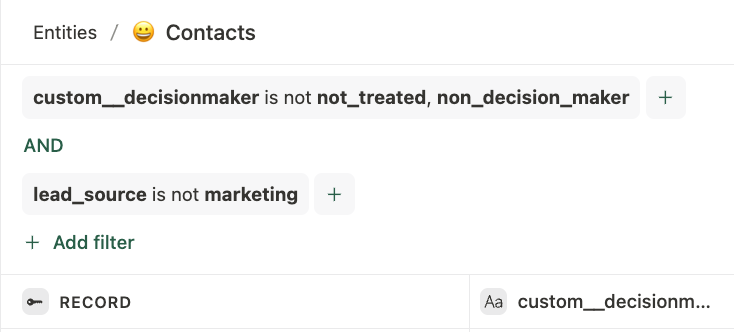 Entities / 😀 Contacts
custom__decisionmaker is not not_treated, non_decision_maker +
AND
lead_source is not marketing +
+ Add filter
RECORD Aa custom__decisionm...